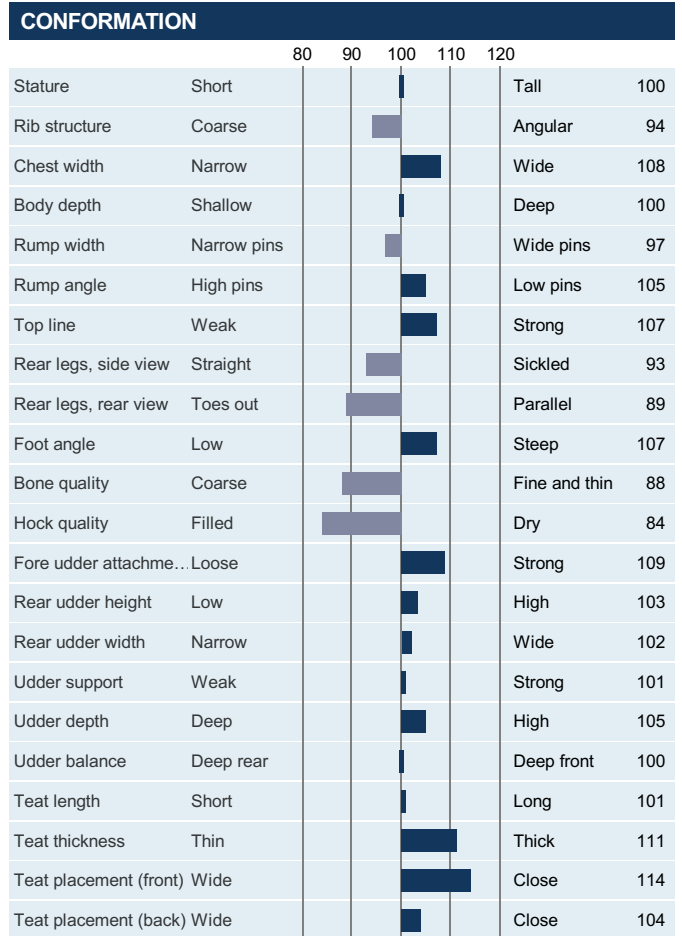 CONFORMATION
80 90 100 110 120
Stature Short Tall 100
Rib structure Coarse Angular 94
Chest width Narrow Wide 108
Body depth Shallow Deep 100
Rump width Narrow pins Wide pins 97
Rump angle High pins Low pins 105
Top line Weak Strong 107
Rear legs, side view Straight Sickled 93
Rear legs, rear view Toes out Parallel 89
Foot angle Low Steep 107
Bone quality Coarse Fine and thin 88
Hock quality Filled Dry 84
Fore udder attachme... Loose Strong 109
Rear udder height Low High 103
Rear udder width Narrow Wide 102
Udder support Weak Strong 101
Udder depth Deep High 105
Udder balance Deep rear Deep front 100
Teat length Short Long 101
Teat thickness Thin Thick 111
Teat placement (front) Wide Close 114
Teat placement (back) Wide Close 104